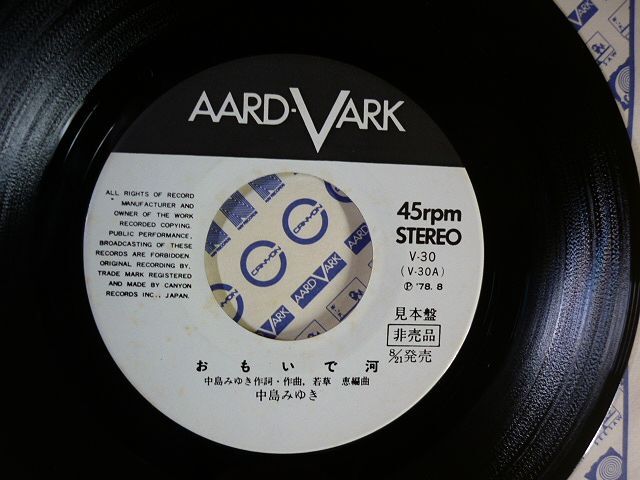 AARD-VARK
ALL RIGHTS OF RECORD
MANUFACTURER AND
OWNER OF THE WORK
RECORDED COPYING.
PUBLIC PERFORMANCE,
BROADCASTING OF THESE
RECORDS ARE FORBIDDEN.
ORIGINAL RECORDING BY,
TRADE MARK REGISTERED
AND MADE BY CANYON
RECORDS INC., JAPAN.
CANYON
AARD-VARK
45rpm
STEREO
V-30
(V-30A)
Ⓟ '78. 8
見本盤
非売品
8/21発売
おもいで河
中島みゆき作詞・作曲, 若草 恵編曲
中島みゆき